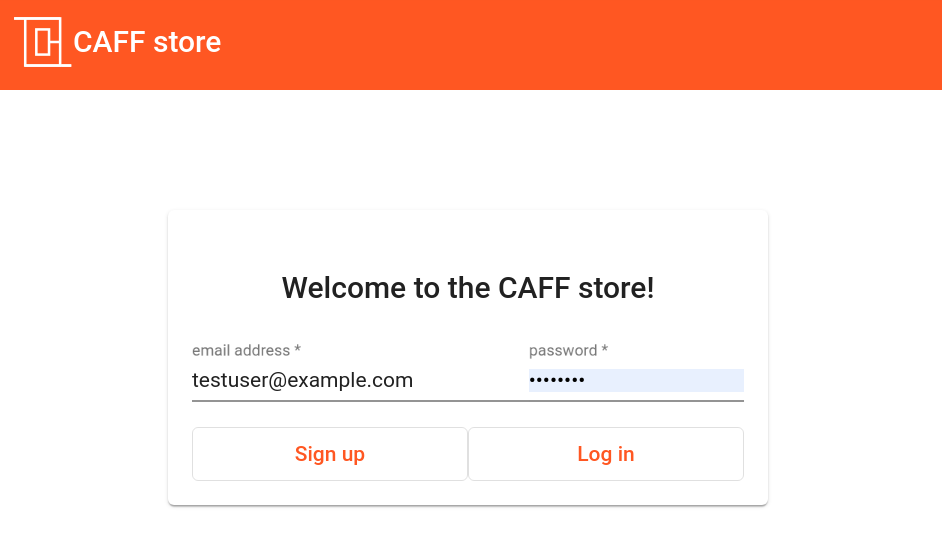 CAFF store
Welcome to the CAFF store!
email address * password *
testuser@example.com ••••••••
Sign up Log in